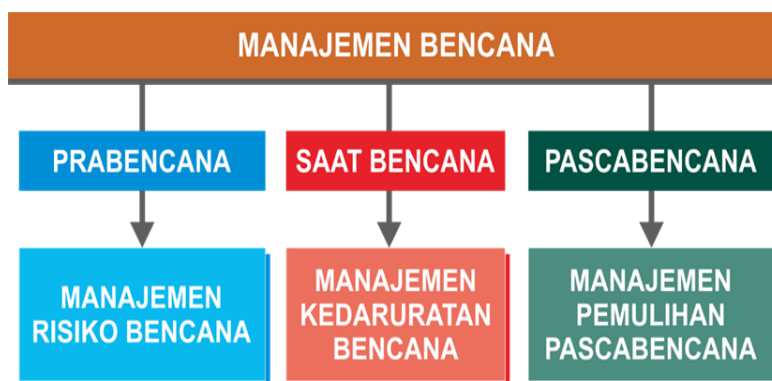 MANAJEMEN BENCANA
PRABENCANA
SAAT BENCANA
PASCABENCANA
MANAJEMEN
RISIKO BENCANA
MANAJEMEN
KEDARURATAN
BENCANA
MANAJEMEN
PEMULIHAN
PASCABENCANA